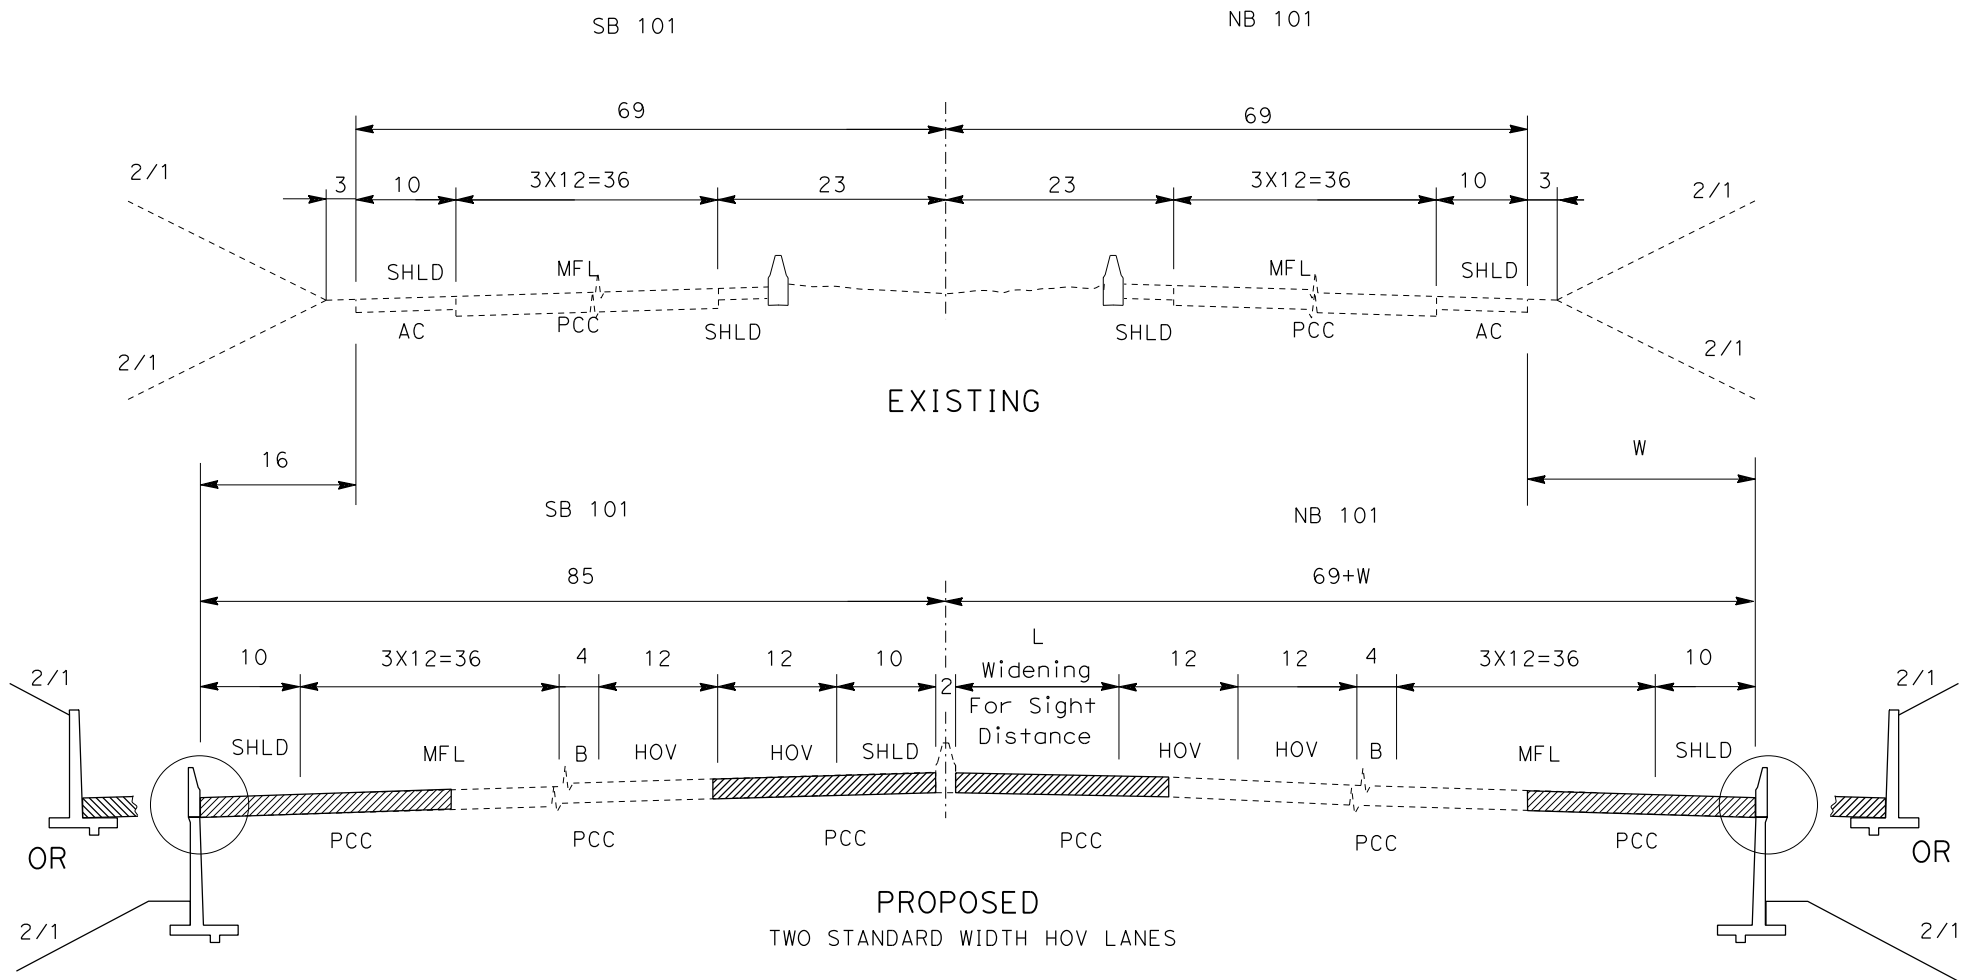 SB 101
NB 101
69
69
2/1
3
10
3X12=36
23
23
3X12=36
10
3
2/1
SHLD
MFL
MFL
SHLD
AC
PCC
SHLD
SHLD
PCC
AC
2/1
2/1
EXISTING
16
W
SB 101
NB 101
85
69+W
10
3X12=36
4
12
12
10
2
L
Widening
For Sight
Distance
12
12
4
3X12=36
10
2/1
2/1
SHLD
MFL
B
HOV
HOV
SHLD
HOV
HOV
B
MFL
SHLD
PCC
PCC
PCC
PCC
PCC
PCC
OR
OR
PROPOSED
TWO STANDARD WIDTH HOV LANES
2/1
2/1